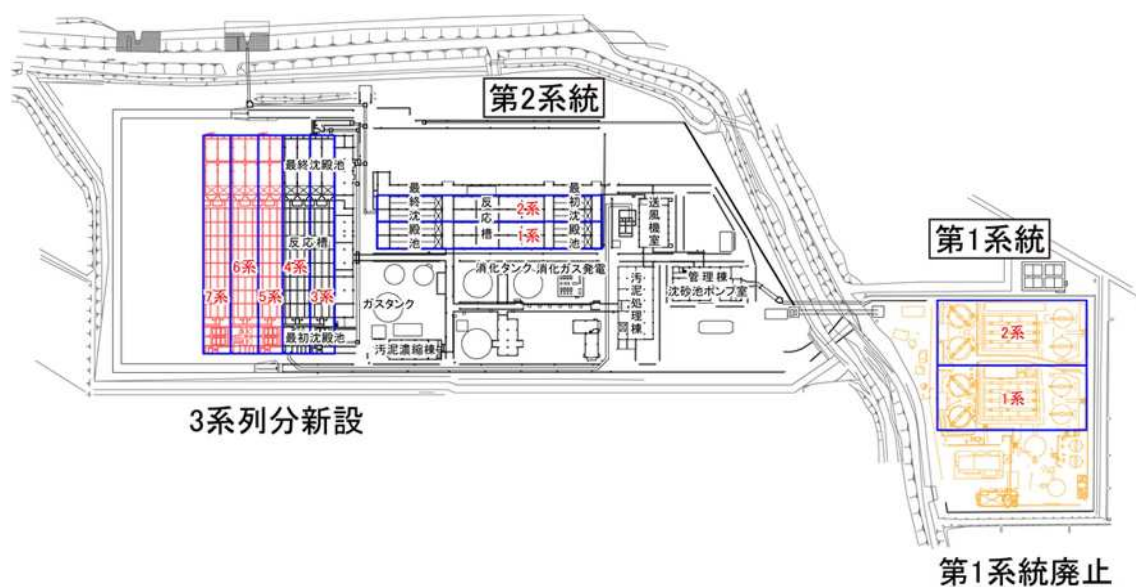 第2系統
最終沈殿池
反応槽
6系
4系
7系
5系
3系
最初沈殿池
3系列分新設
最終沈殿池
反応槽
最初沈殿池
2系
1系
送風機室
消化タンク
消化ガス発電
ガスタンク
汚泥処理棟
管理棟
沈砂池ポンプ室
汚泥濃縮棟
第1系統
2系
1系
第1系統廃止